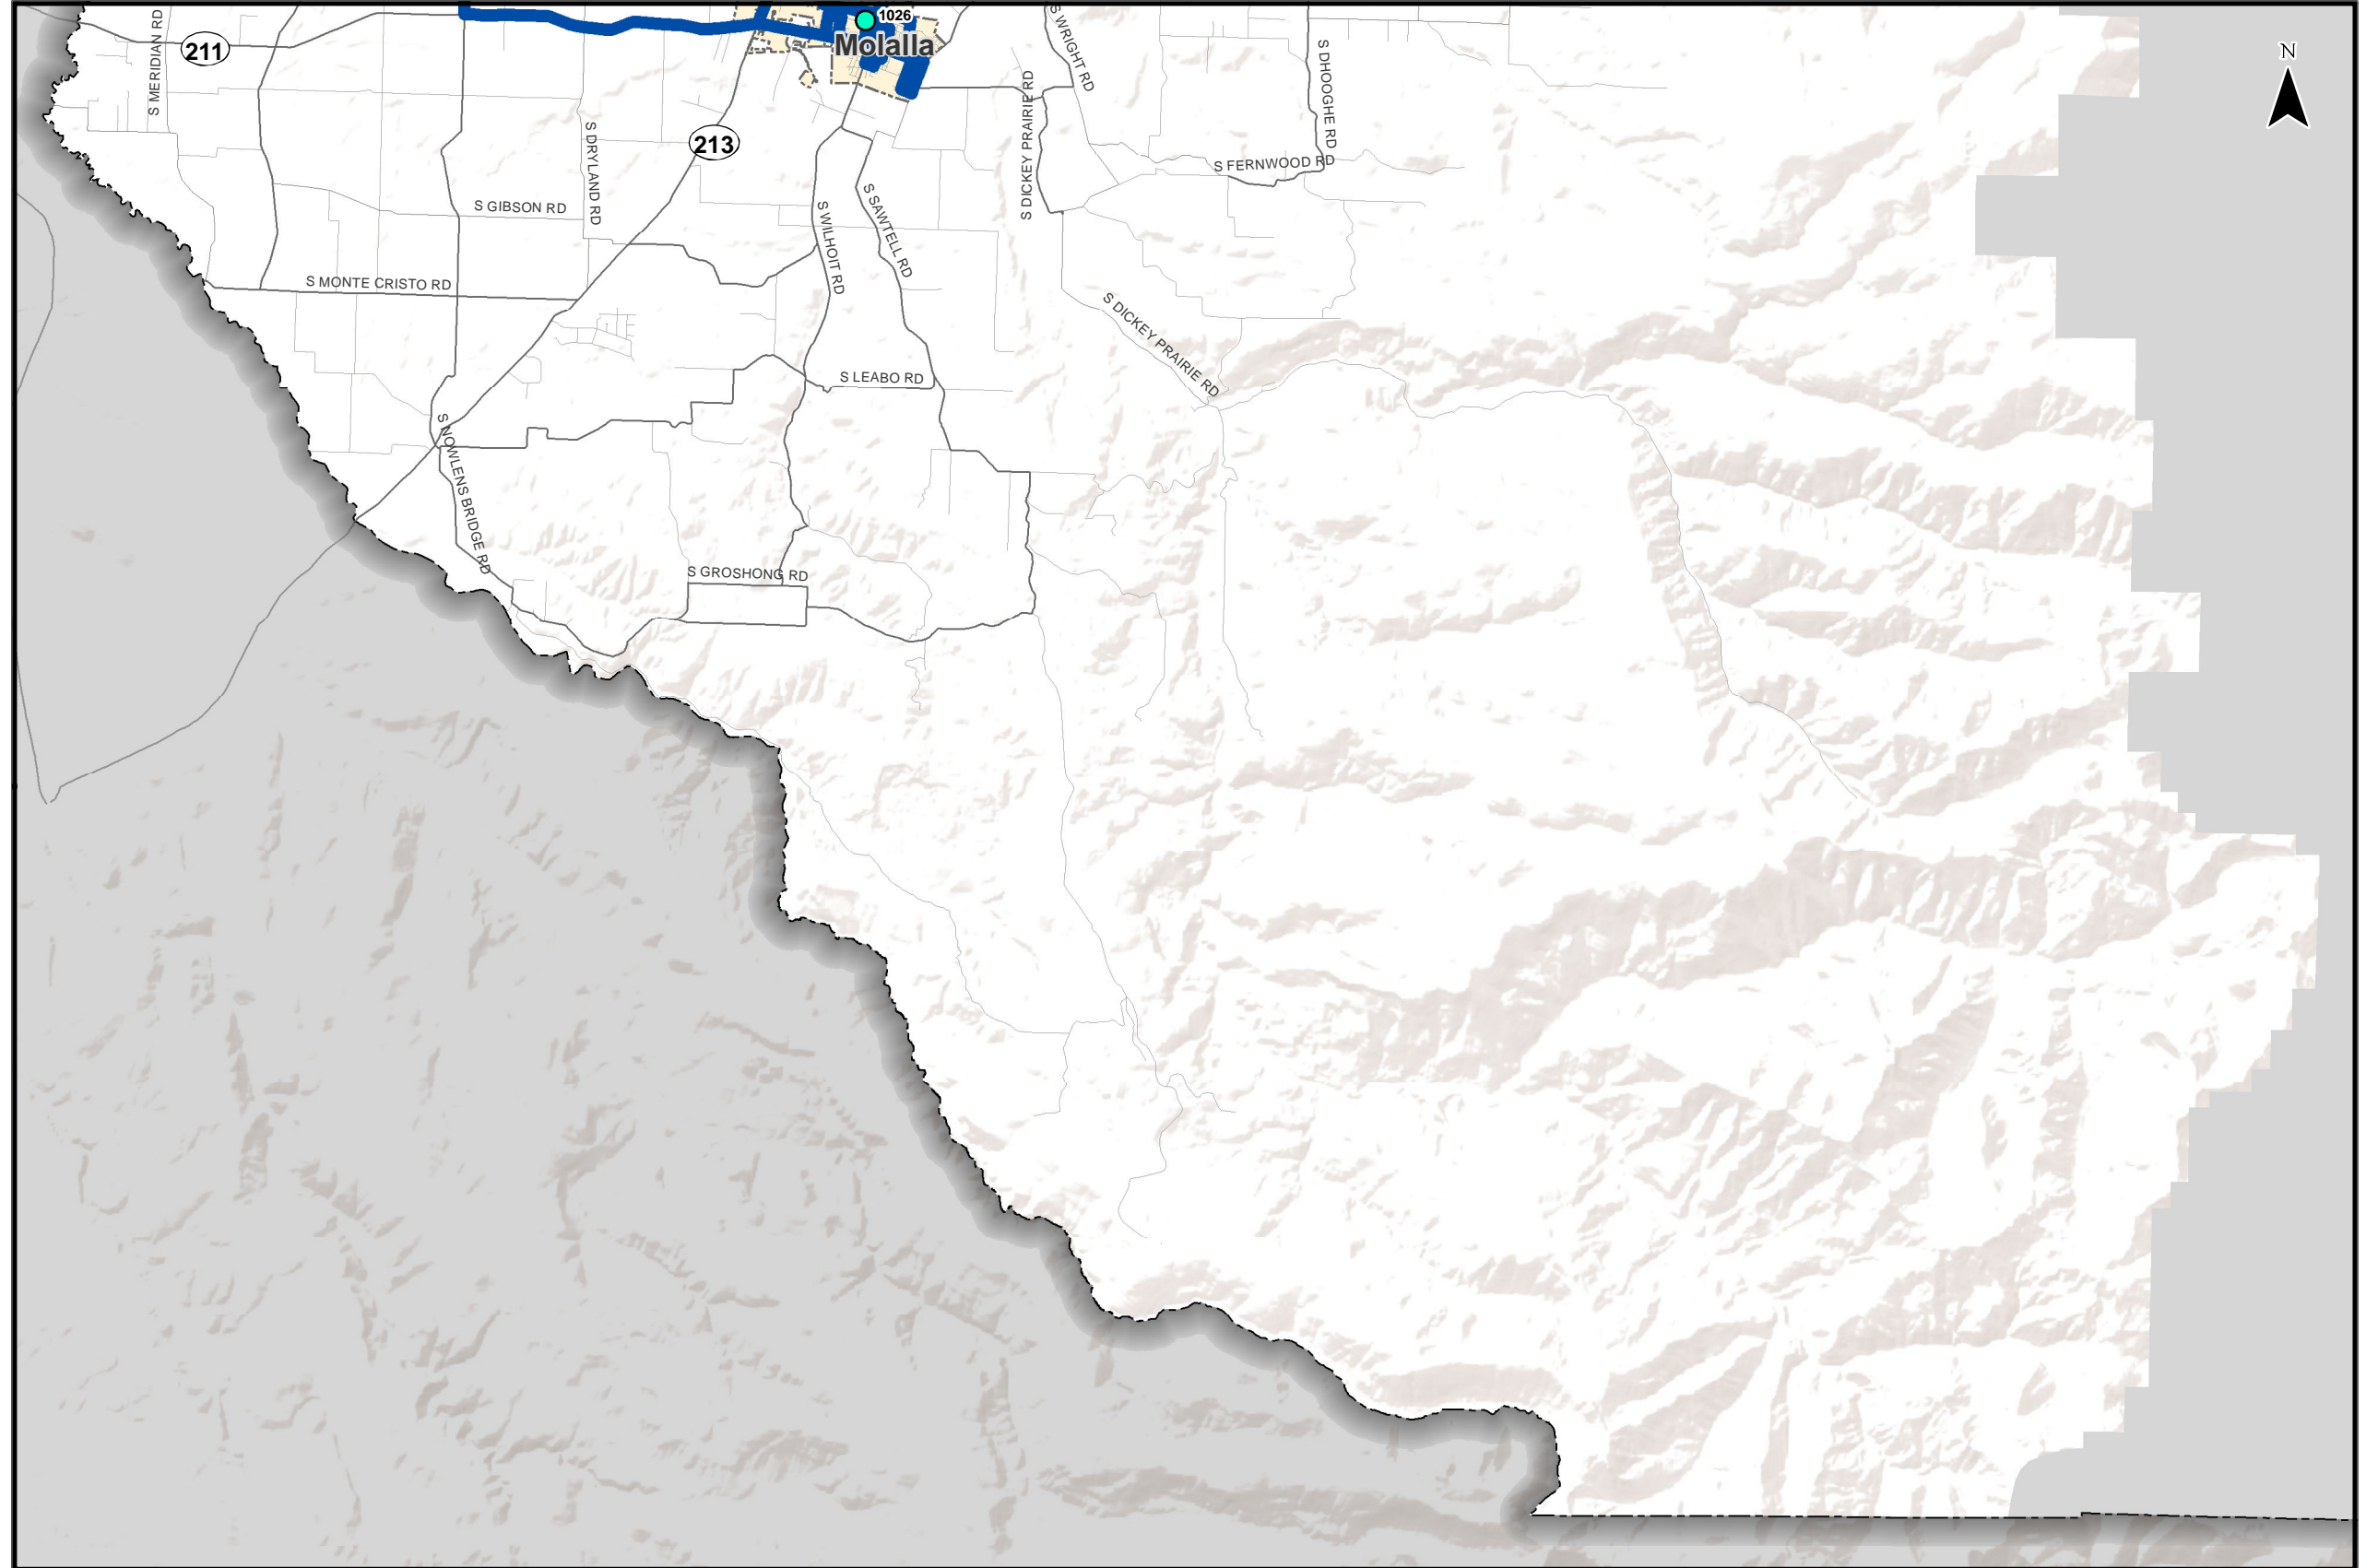 1026
Molalla
N
211
213
S MERIDIAN RD
S WRIGHT RD
S DHOOGHE RD
S DICKEY PRAIRIE RD
S DRYLAND RD
S FERNWOOD RD
S GIBSON RD
S WILHOIT RD
S SAWTELL RD
S MONTE CRISTO RD
S DICKEY PRAIRIE RD
S LEABO RD
S NOWLENS BRIDGE RD
S GROSHONG RD